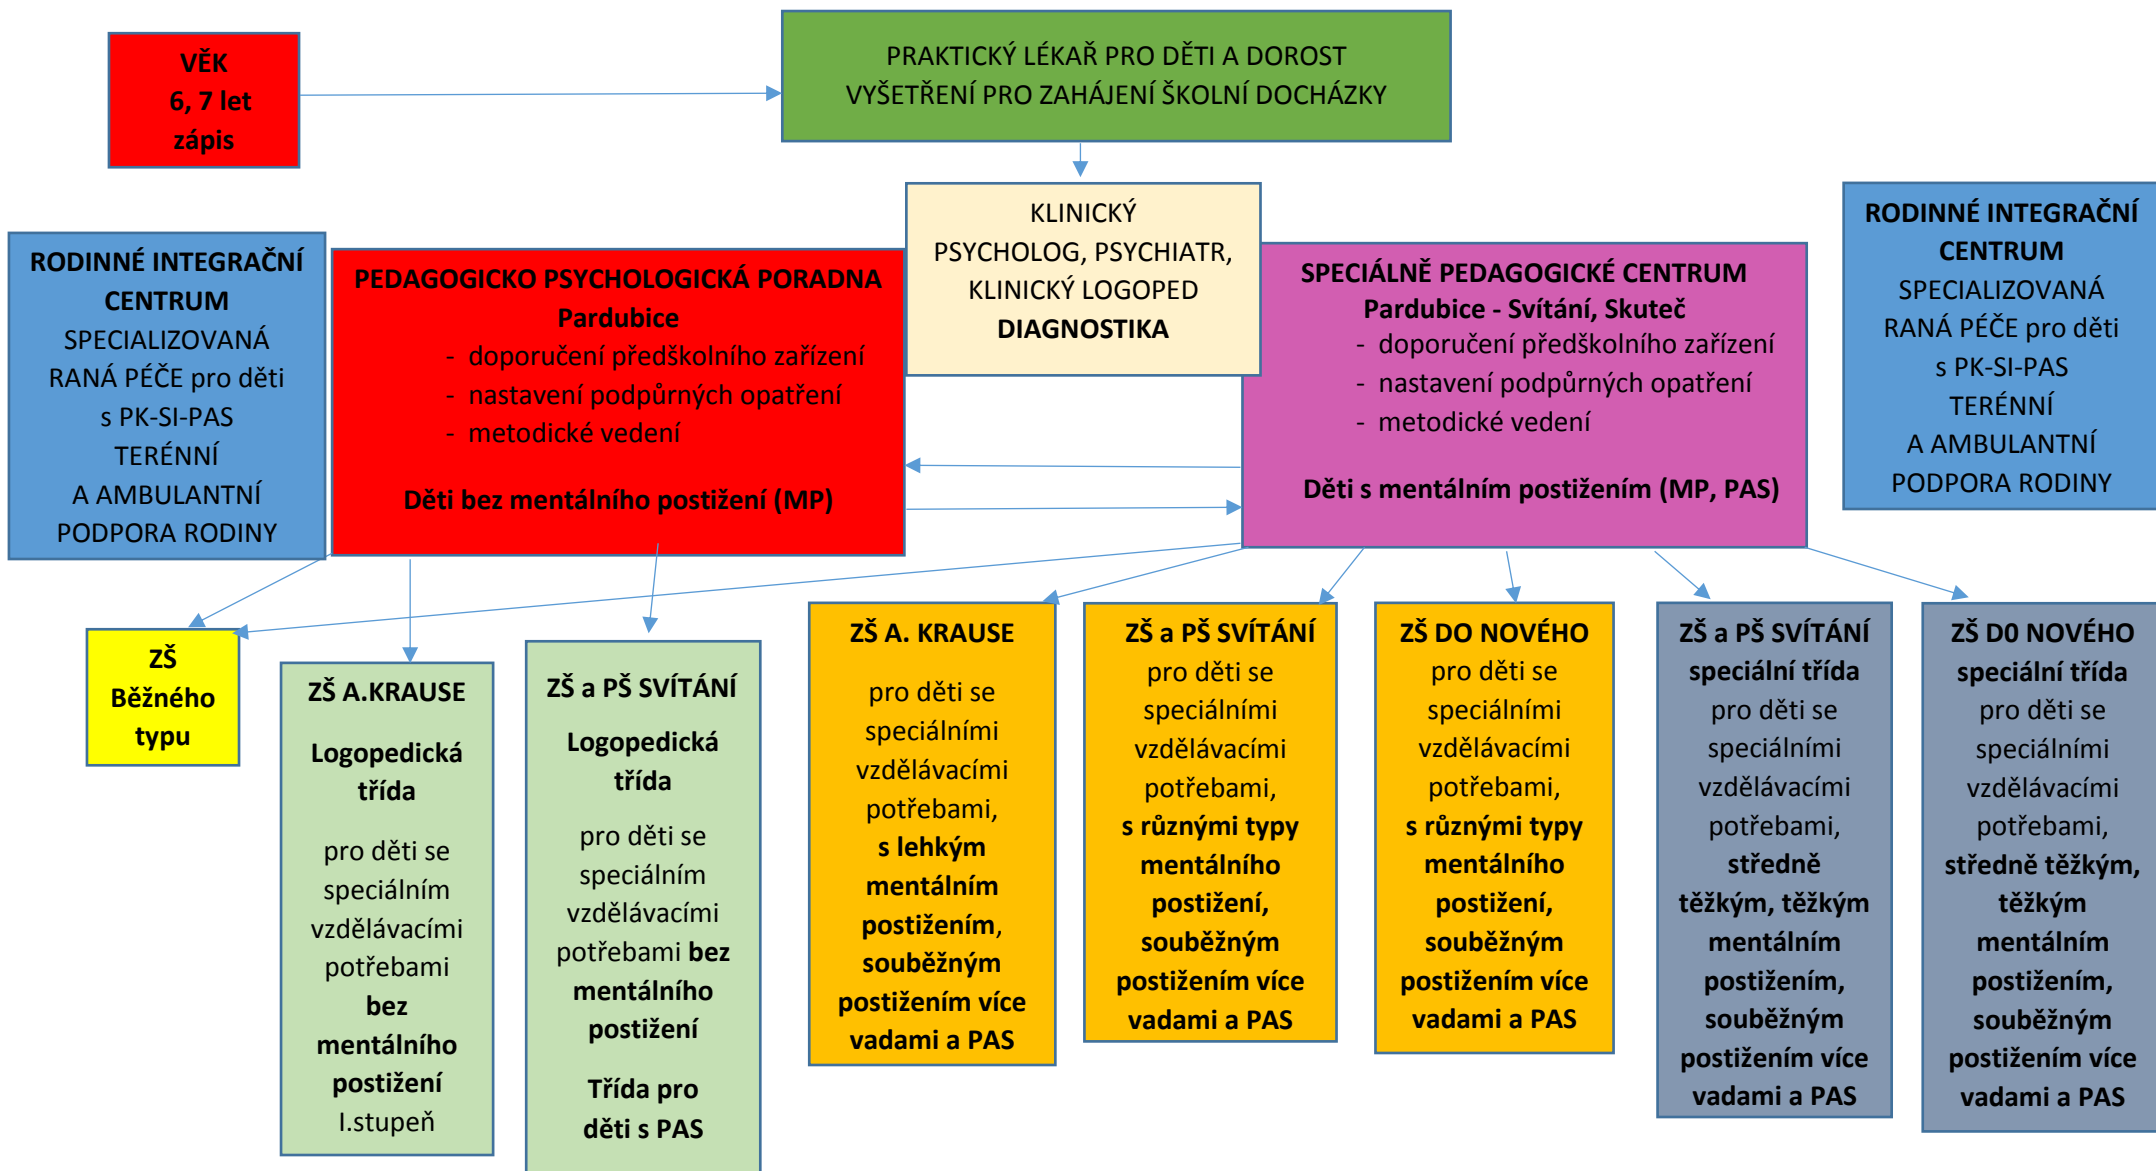 VĚK
6, 7 let
zápis
PRAKTICKÝ LÉKAŘ PRO DĚTI A DOROST
VYŠETŘENÍ PRO ZAHÁJENÍ ŠKOLNÍ DOCHÁZKY
KLINICKÝ
PSYCHOLOG, PSYCHIATR,
KLINICKÝ LOGOPED
DIAGNOSTIKA
RODINNÉ INTEGRAČNÍ
CENTRUM
SPECIALIZOVANÁ
RANÁ PÉČE pro děti
s PK-SI-PAS
TERÉNNÍ
A AMBULANTNÍ
PODPORA RODINY
PEDAGOGICKO PSYCHOLOGICKÁ PORADNA
Pardubice
- doporučení předškolního zařízení
- nastavení podpůrných opatření
- metodické vedení
Děti bez mentálního postižení (MP)
SPECIÁLNĚ PEDAGOGICKÉ CENTRUM
Pardubice - Svítání, Skuteč
- doporučení předškolního zařízení
- nastavení podpůrných opatření
- metodické vedení
Děti s mentálním postižením (MP, PAS)
RODINNÉ INTEGRAČNÍ
CENTRUM
SPECIALIZOVANÁ
RANÁ PÉČE pro děti
s PK-SI-PAS
TERÉNNÍ
A AMBULANTNÍ
PODPORA RODINY
ZŠ
Běžného
typu
ZŠ A.KRAUSE
Logopedická
třída
pro děti se
speciálním
vzdělávacími
potřebami
bez
mentálního
postižení
I.stupeň
ZŠ a PŠ SVÍTÁNÍ
Logopedická
třída
pro děti se
speciálním
vzdělávacími
potřebami bez
mentálního
postižení
Třída pro
děti s PAS
ZŠ A. KRAUSE
pro děti se
speciálními
vzdělávacími
potřebami,
s lehkým
mentálním
postižením,
souběžným
postižením více
vadami a PAS
ZŠ a PŠ SVÍTÁNÍ
pro děti se
speciálními
vzdělávacími
potřebami,
s různými typy
mentálního
postižení,
souběžným
postižením více
vadami a PAS
ZŠ DO NOVÉHO
pro děti se
speciálními
vzdělávacími
potřebami,
s různými typy
mentálního
postižení,
souběžným
postižením více
vadami a PAS
ZŠ a PŠ SVÍTÁNÍ
speciální třída
pro děti se
speciálními
vzdělávacími
potřebami,
středně
těžkým, těžkým
mentálním
postižením,
souběžným
postižením více
vadami a PAS
ZŠ D0 NOVÉHO
speciální třída
pro děti se
speciálními
vzdělávacími
potřebami,
středně těžkým,
těžkým
mentálním
postižením,
souběžným
postižením více
vadami a PAS